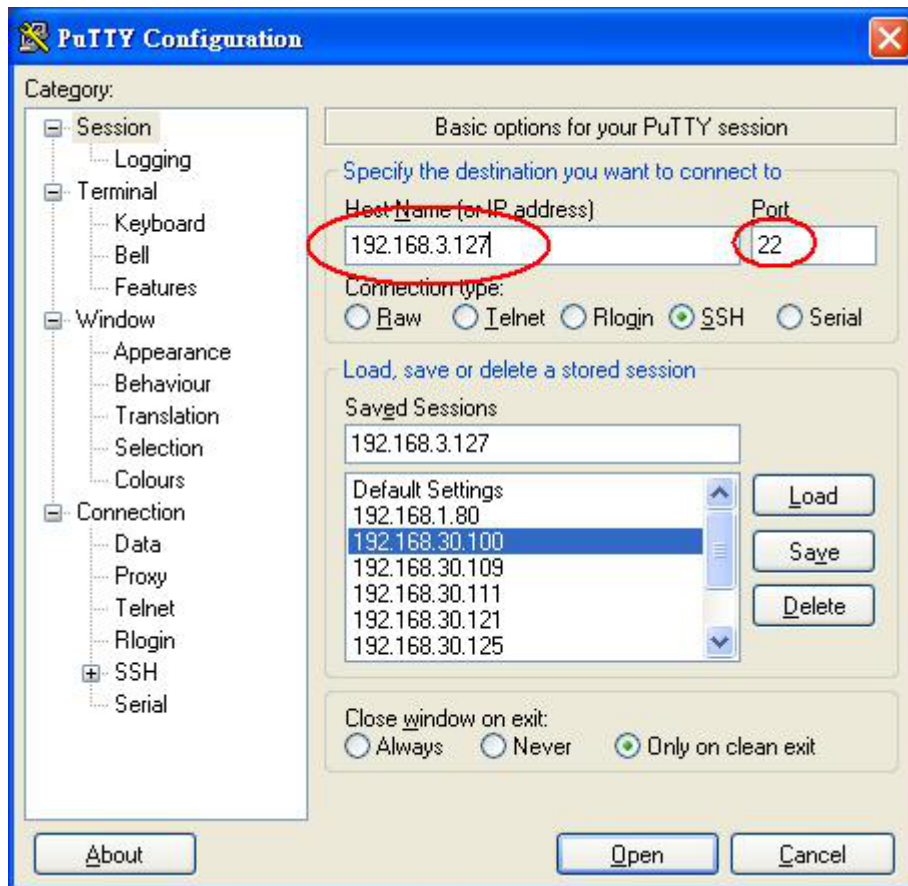 PuTTY Configuration
Category:
Session
Logging
Terminal
Keyboard
Bell
Features
Window
Appearance
Behaviour
Translation
Selection
Colours
Connection
Data
Proxy
Telnet
Rlogin
SSH
Serial
Basic options for your PuTTY session
Specify the destination you want to connect to
Host Name (or IP address) Port
192.168.3.127 22
Connection type:
Raw Telnet Rlogin SSH Serial
Load, save or delete a stored session
Saved Sessions
192.168.3.127
Default Settings
192.168.1.80
192.168.30.100
192.168.30.109
192.168.30.111
192.168.30.121
192.168.30.125
Load
Save
Delete
Close window on exit:
Always Never Only on clean exit
About Open Cancel